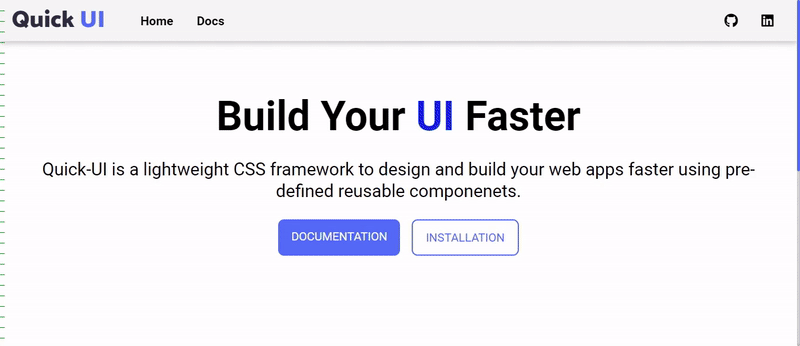 Quick UI Home Docs
Build Your UI Faster
Quick-UI is a lightweight CSS framework to design and build your web apps faster using pre-
defined reusable componenets.
DOCUMENTATION INSTALLATION